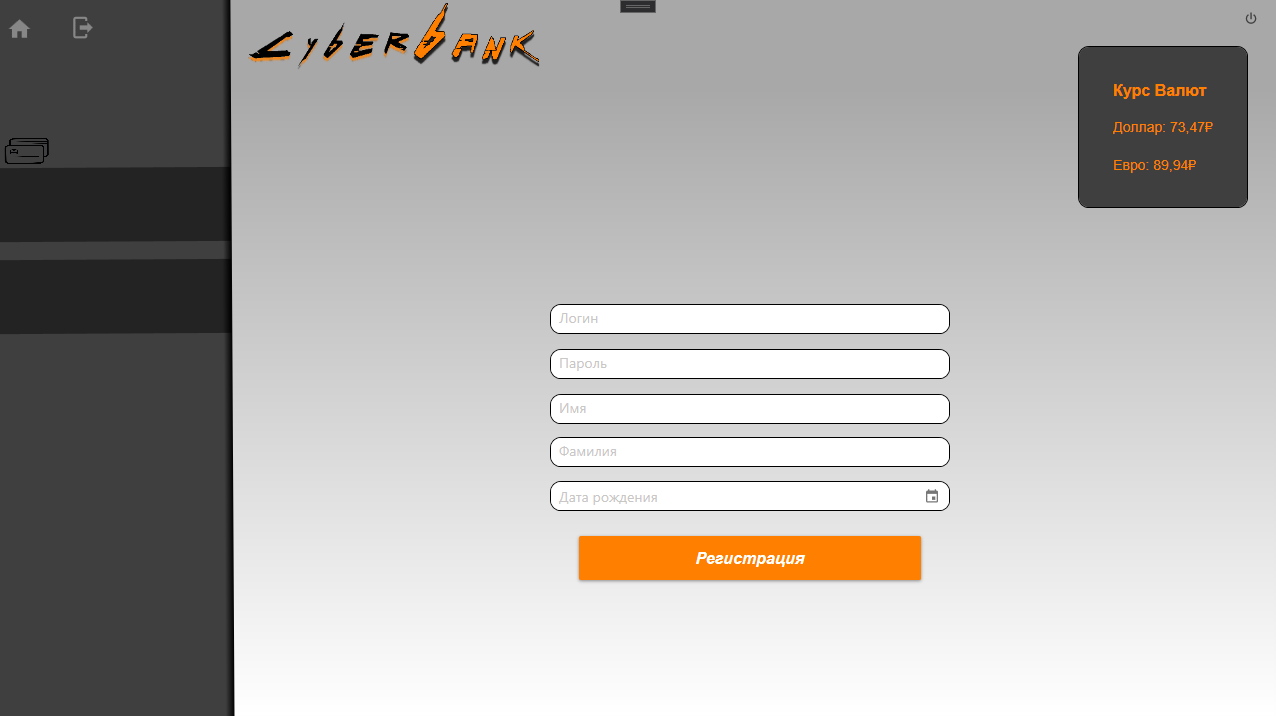 CyberBank
Курс Валют
Доллар: 73,47₽
Евро: 89,94₽
Логин
Пароль
Имя
Фамилия
Дата рождения
Регистрация